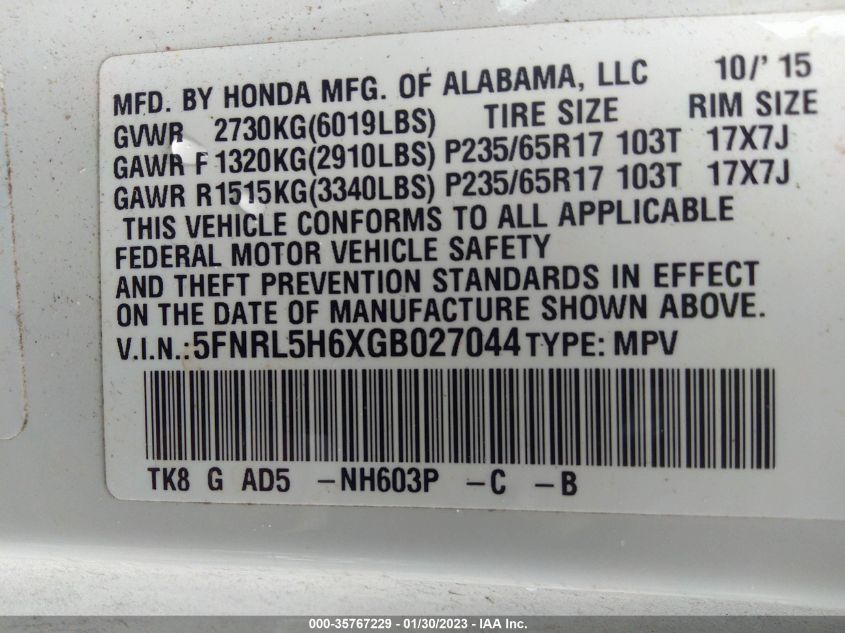 MFD. BY HONDA MFG. OF ALABAMA, LLC 10/'15
GVWR 2730KG(6019LBS) TIRE SIZE RIM SIZE
GAWR F1320KG(2910LBS) P235/65R17 103T 17X7J
GAWR R1515KG(3340LBS) P235/65R17 103T 17X7J
THIS VEHICLE CONFORMS TO ALL APPLICABLE
FEDERAL MOTOR VEHICLE SAFETY
AND THEFT PREVENTION STANDARDS IN EFFECT
ON THE DATE OF MANUFACTURE SHOWN ABOVE.
V.I.N.:5FNRL5H6XGB027044 TYPE: MPV
TK8 G AD5 -NH603P -C -B
000-35767229 - 01/30/2023 - IAA Inc.